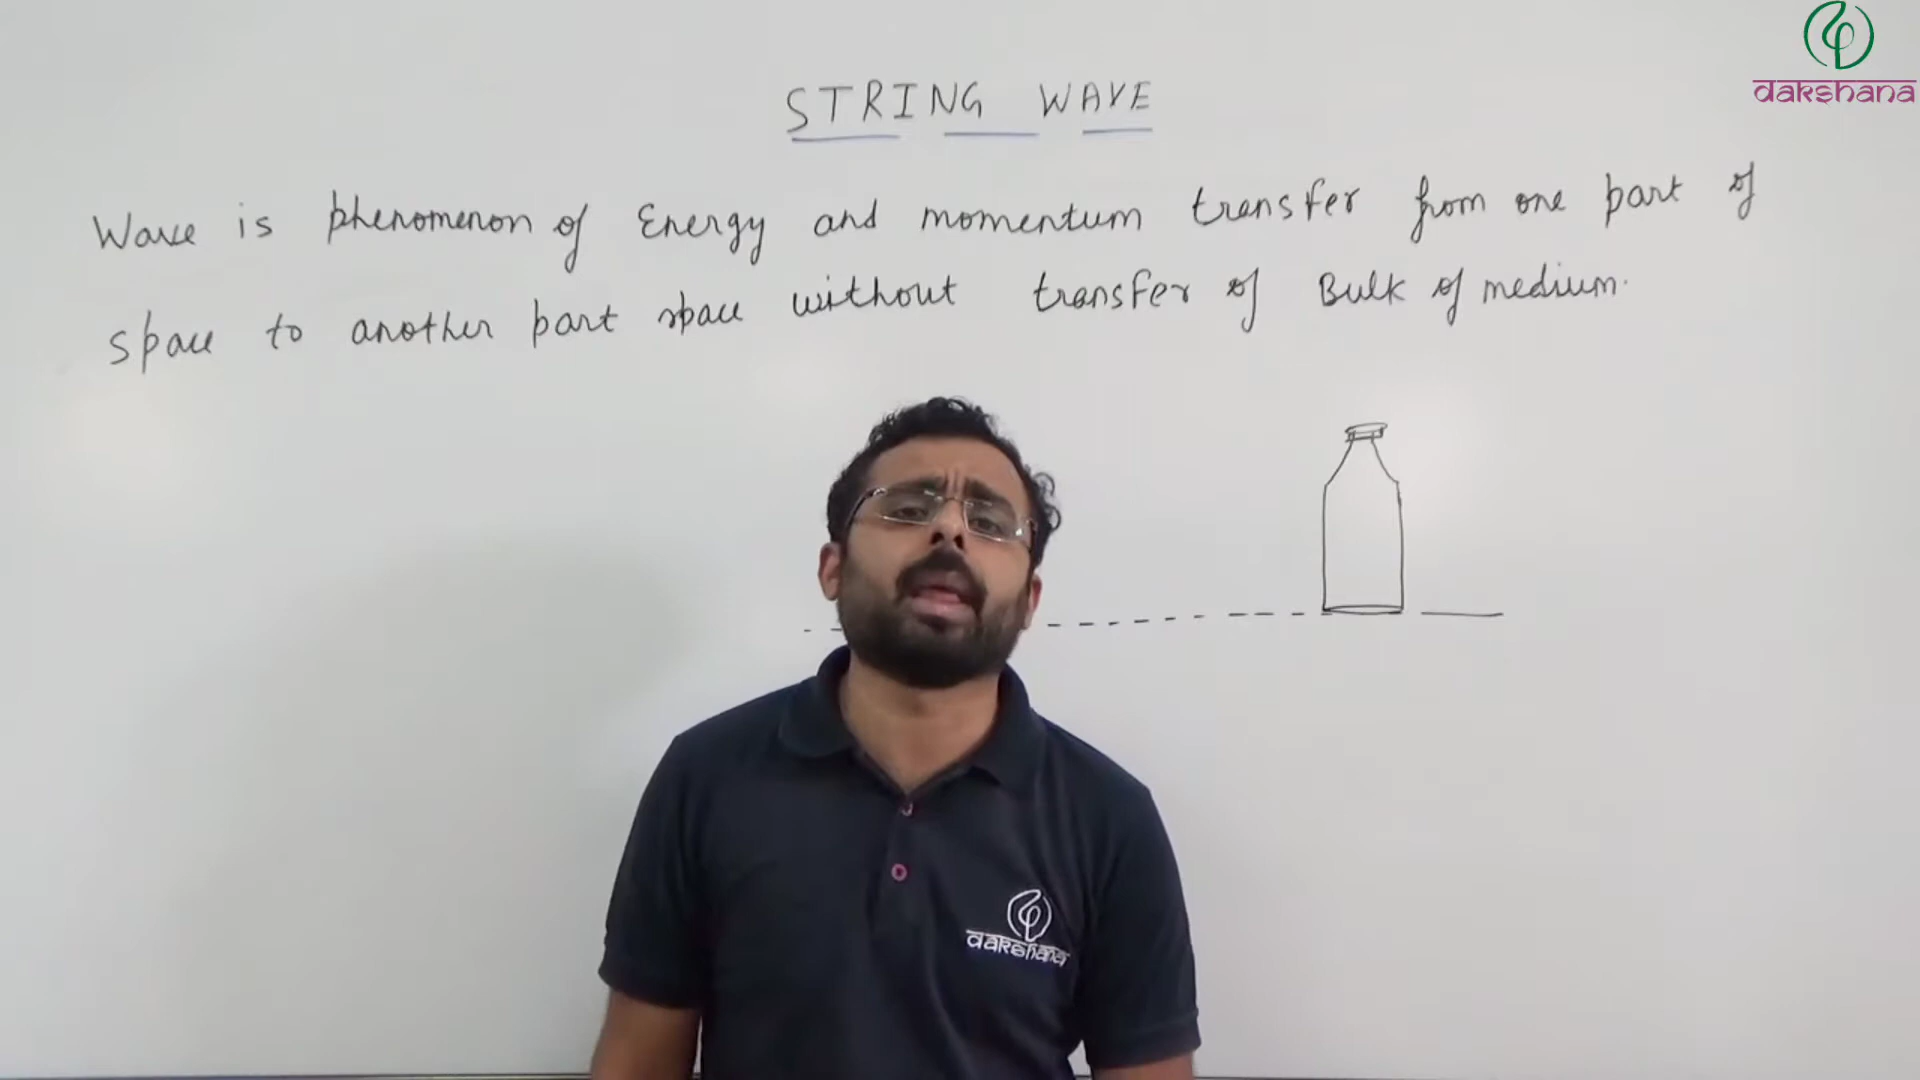 dakshana
STRING WAVE
Wave is phenomenon of Energy and momentum transfer from one part of
space to another part space without transfer of Bulk of medium.
dakshana